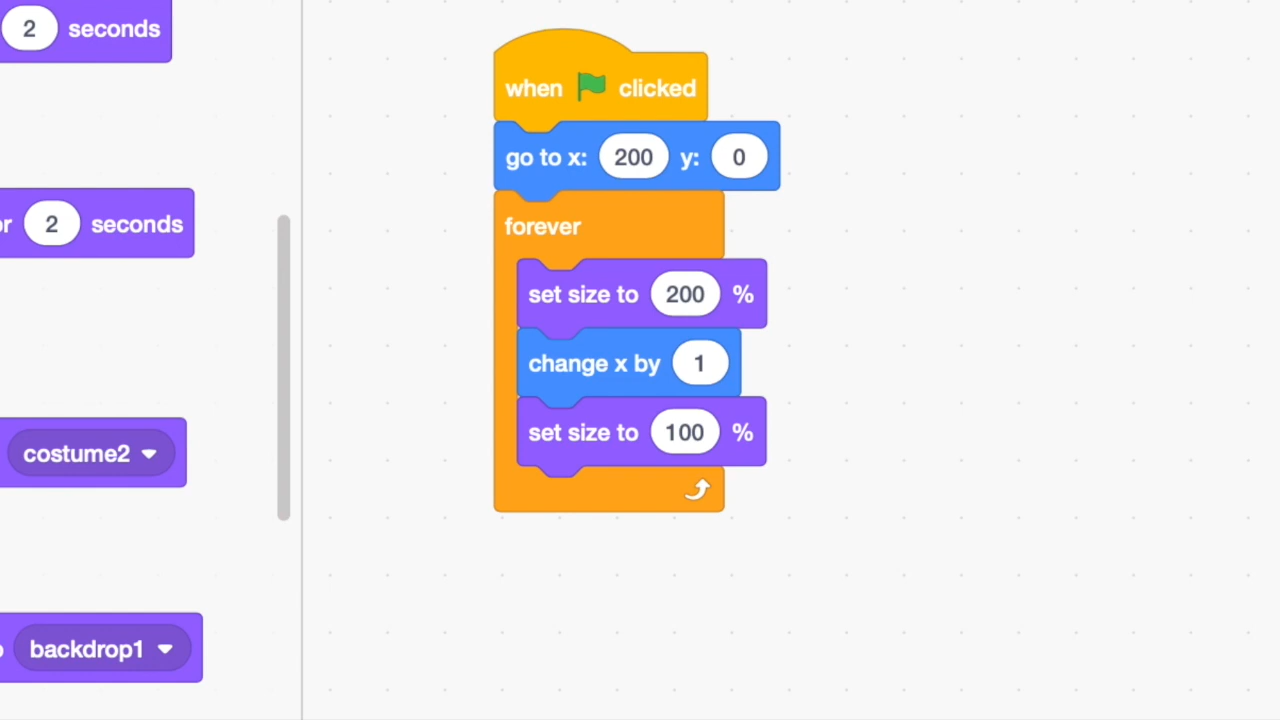 2 seconds
when clicked
go to x: 200 y: 0
r 2 seconds
forever
set size to 200 %
change x by 1
set size to 100 %
costume2
backdrop1